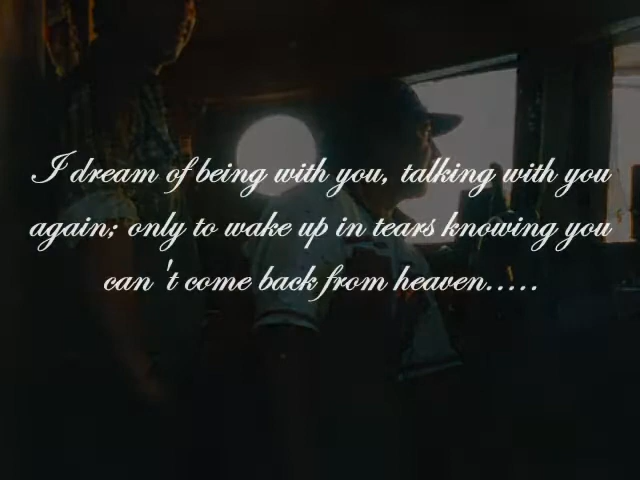 I dream of being with you, talking with you
again; only to wake up in tears knowing you
can't come back from heaven.....